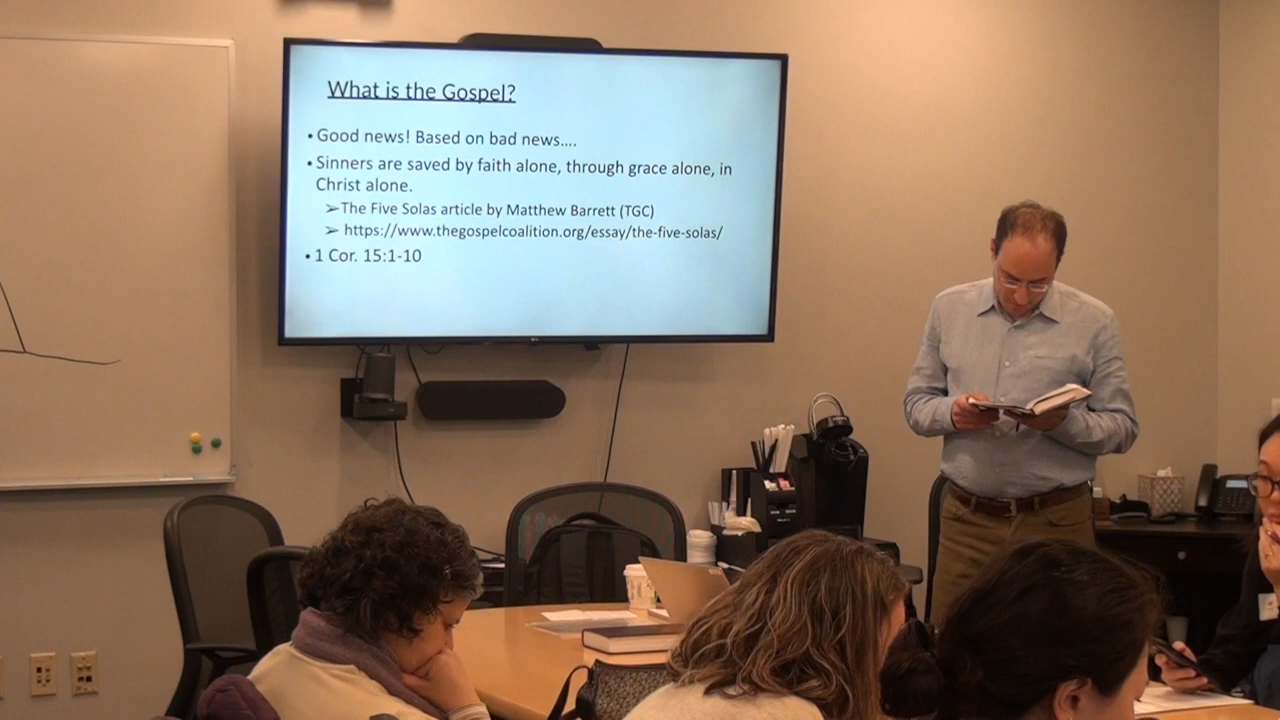 What is the Gospel?
• Good news! Based on bad news....
• Sinners are saved by faith alone, through grace alone, in
Christ alone.
➢The Five Solas article by Matthew Barrett (TGC)
➢ https://www.thegospelcoalition.org/essay/the-five-solas/
• 1 Cor. 15:1-10